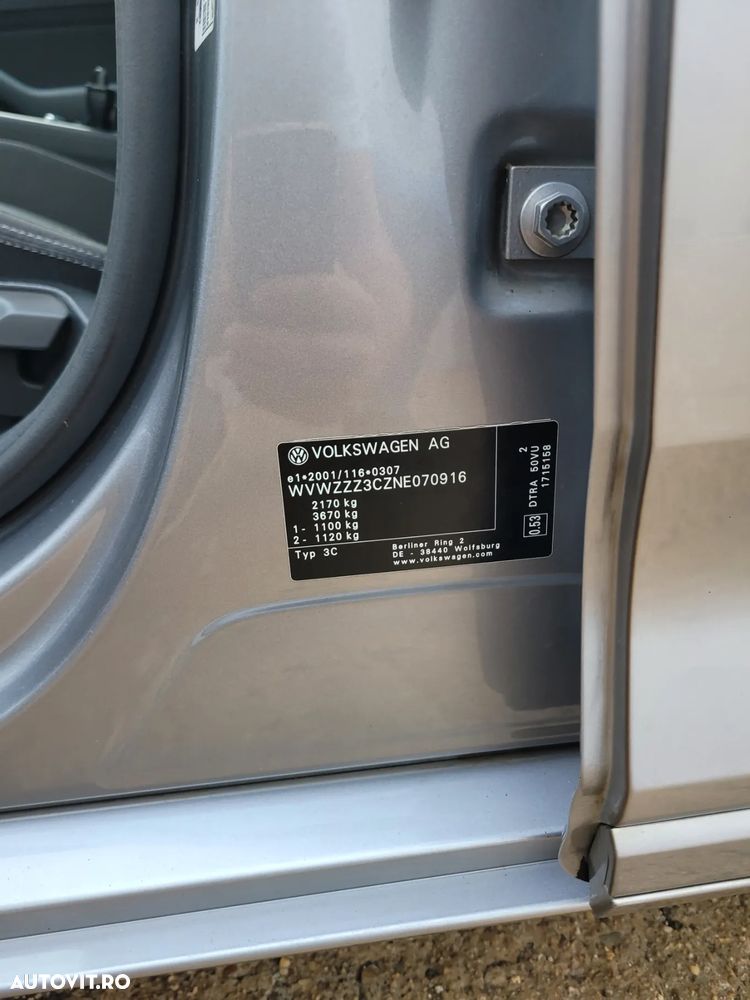 VOLKSWAGEN AG
e1*2001/116*0307
WVWZZZ3CZNE070916
2170 kg
3670 kg
1 - 1100 kg
2 - 1120 kg
Typ 3C
Berliner Ring 2
DE - 38440 Wolfsburg
www.volkswagen.com
0.53 DTRA 50VU 2
1715158
AUTOVIT.RO